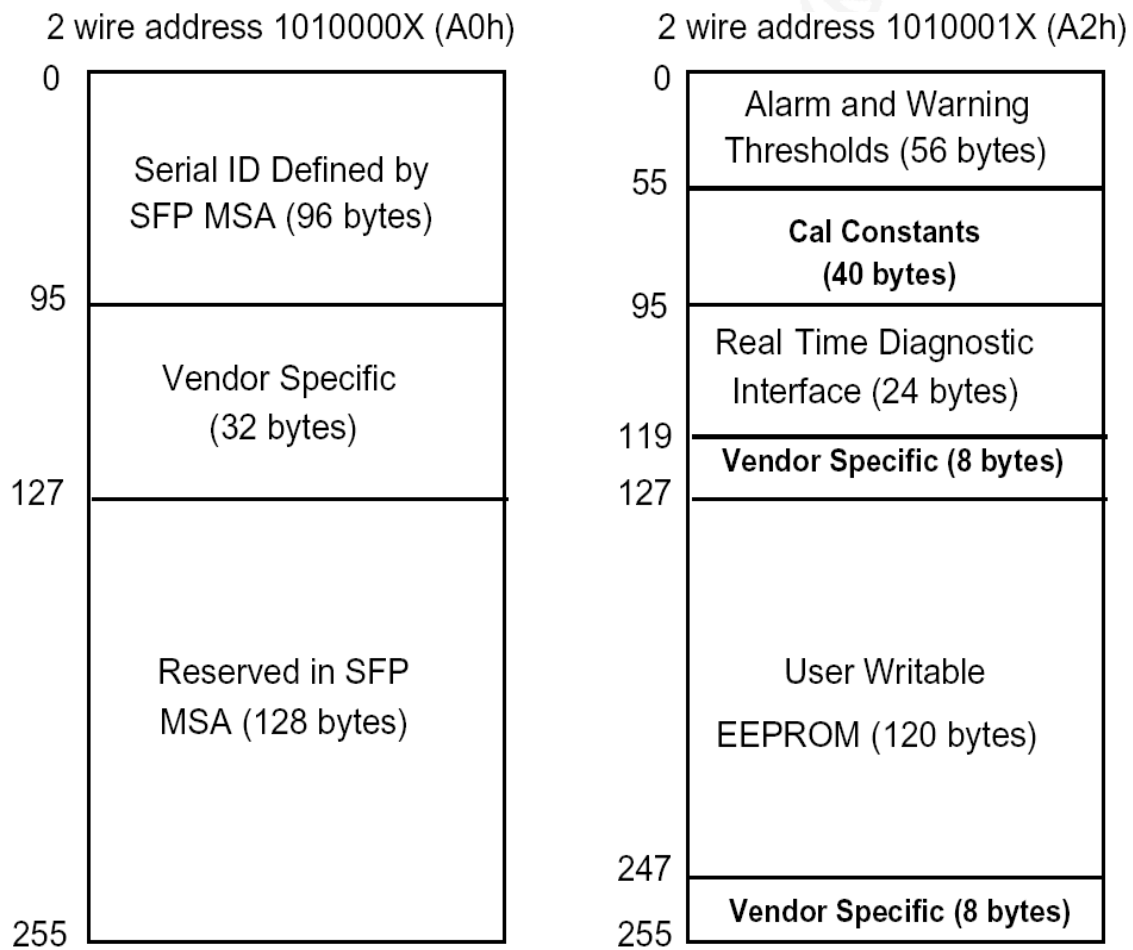 2 wire address 1010000X (A0h)
0
Serial ID Defined by
SFP MSA (96 bytes)
95
Vendor Specific
(32 bytes)
127
Reserved in SFP
MSA (128 bytes)
255
2 wire address 1010001X (A2h)
0
Alarm and Warning
Thresholds (56 bytes)
55
Cal Constants
(40 bytes)
95
Real Time Diagnostic
Interface (24 bytes)
119
Vendor Specific (8 bytes)
127
User Writable
EEPROM (120 bytes)
247
Vendor Specific (8 bytes)
255